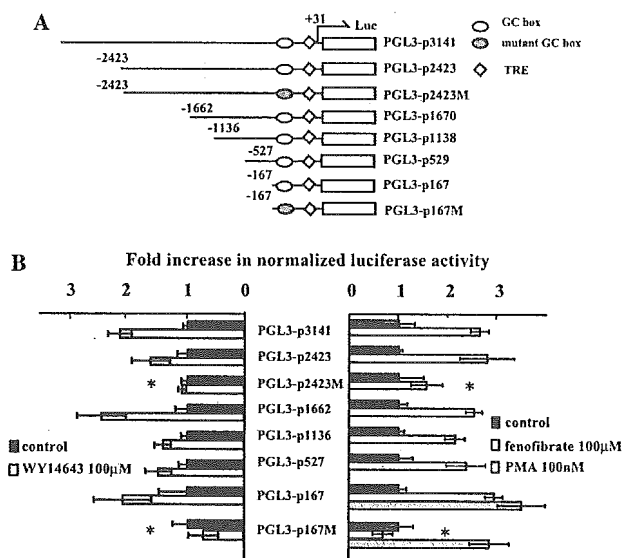 A
+31
Luc
GC box
mutant GC box
TRE
PGL3-p3141
-2423
PGL3-p2423
-2423
PGL3-p2423M
-1662
PGL3-p1670
-1136
PGL3-p1138
-527
PGL3-p529
-167
PGL3-p167
-167
PGL3-p167M
B
Fold increase in normalized luciferase activity
3 2 1 0
0 1 2 3
PGL3-p3141
PGL3-p2423
* PGL3-p2423M *
PGL3-p1662
PGL3-p1136
PGL3-p527
PGL3-p167
* PGL3-p167M *
control
WY14643 100μM
control
fenofibrate 100μM
PMA 100nM